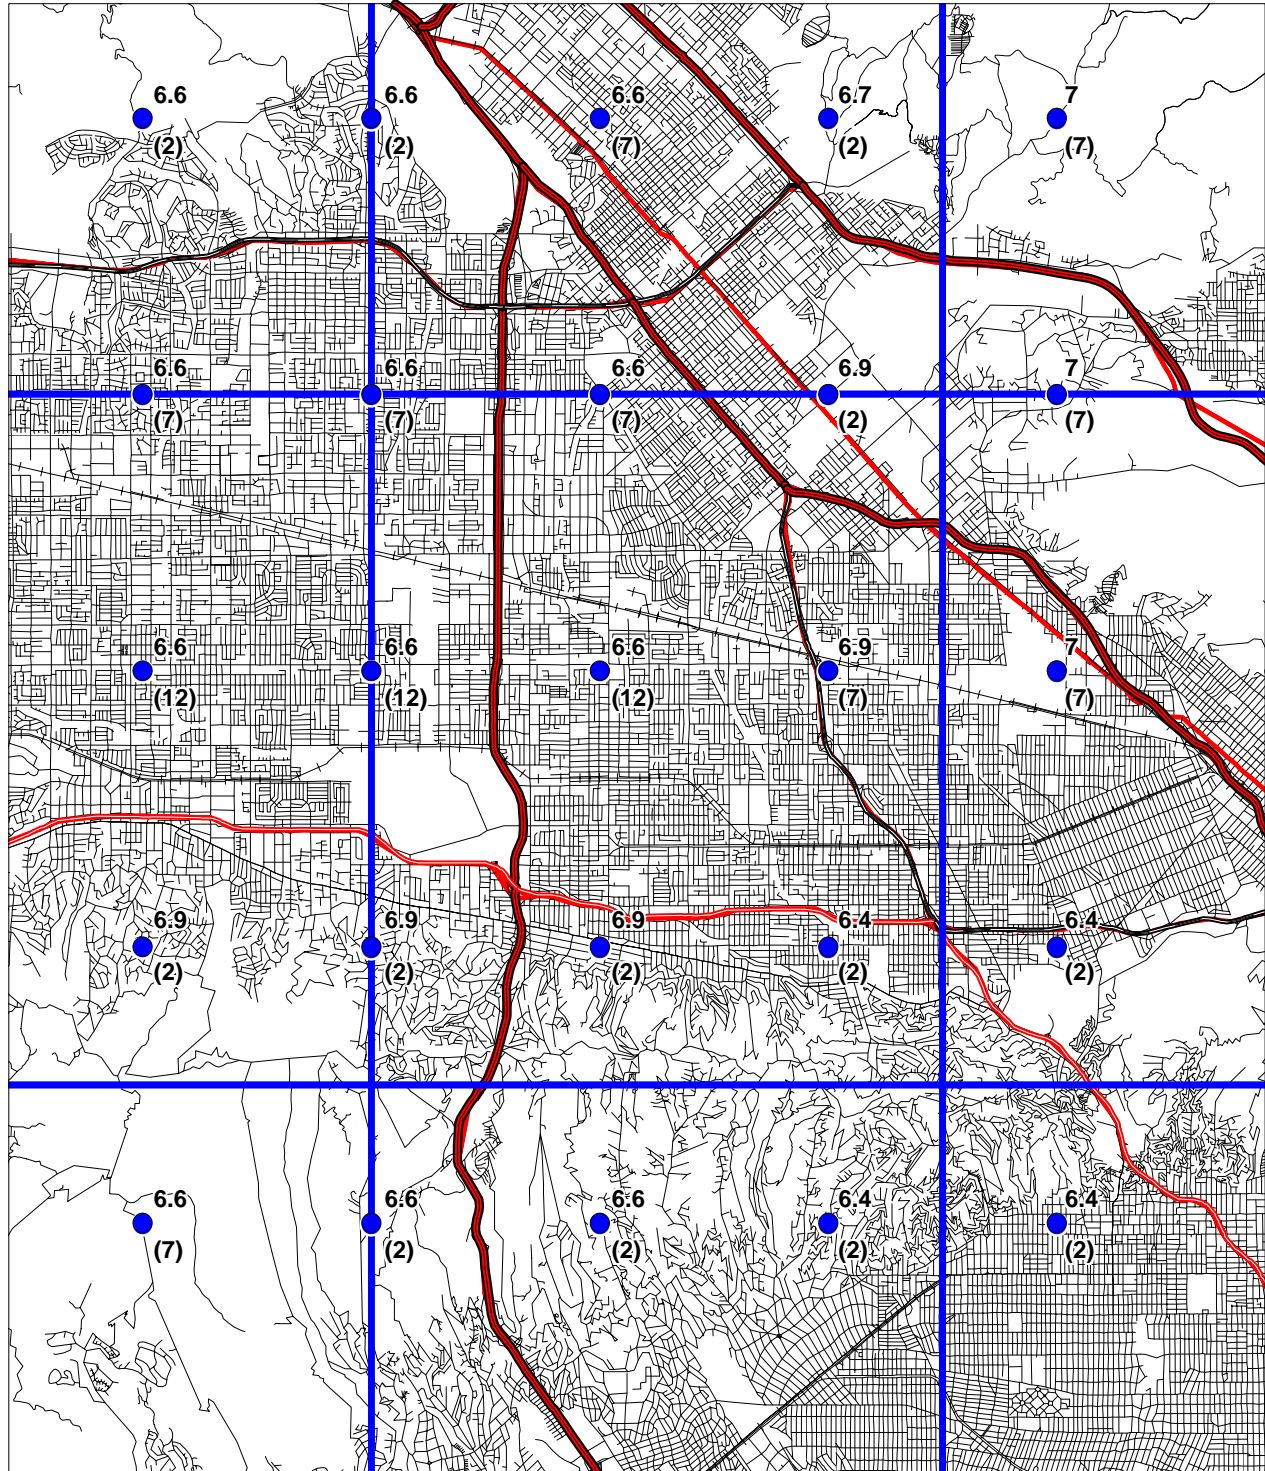 6.6 6.6 6.6 6.7 7
(2) (2) (7) (2) (7)
6.6 6.6 6.6 6.9 7
(7) (7) (7) (2) (7)
6.6 6.6 6.6 6.9 7
(12) (12) (12) (7) (7)
6.9 6.9 6.9 6.4 6.4
(2) (2) (2) (2) (2)
6.6 6.6 6.6 6.4 6.4
(7) (2) (2) (2) (2)